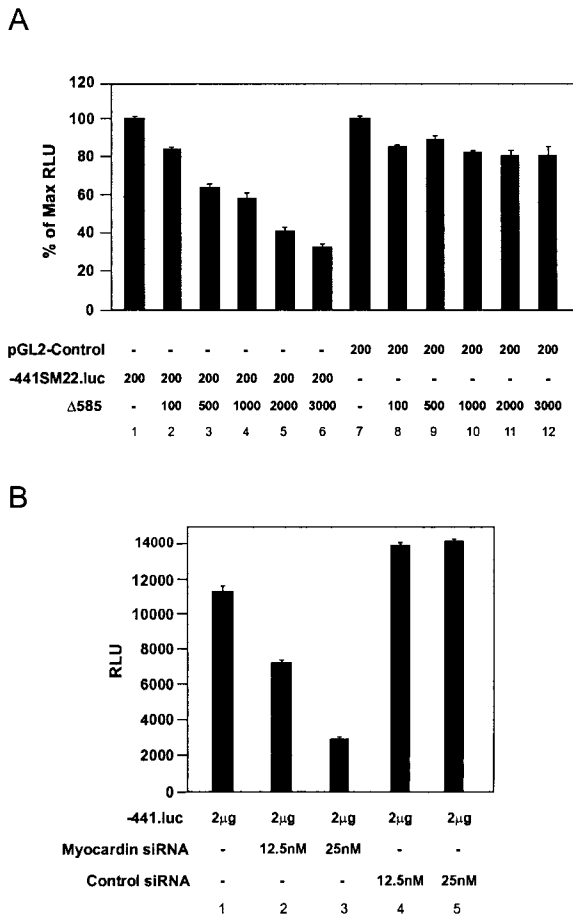 A
120
100
80
60
40
20
0
% of Max RLU
pGL2-Control - - - - - - 200 200 200 200 200 200
-441SM22.luc 200 200 200 200 200 200 - - - - - -
Δ585 - 100 500 1000 2000 3000 - 100 500 1000 2000 3000
1 2 3 4 5 6 7 8 9 10 11 12
B
14000
12000
10000
8000
6000
4000
2000
0
RLU
-441.luc 2μg 2μg 2μg 2μg 2μg
Myocardin siRNA - 12.5nM 25nM - -
Control siRNA - - - 12.5nM 25nM
1 2 3 4 5